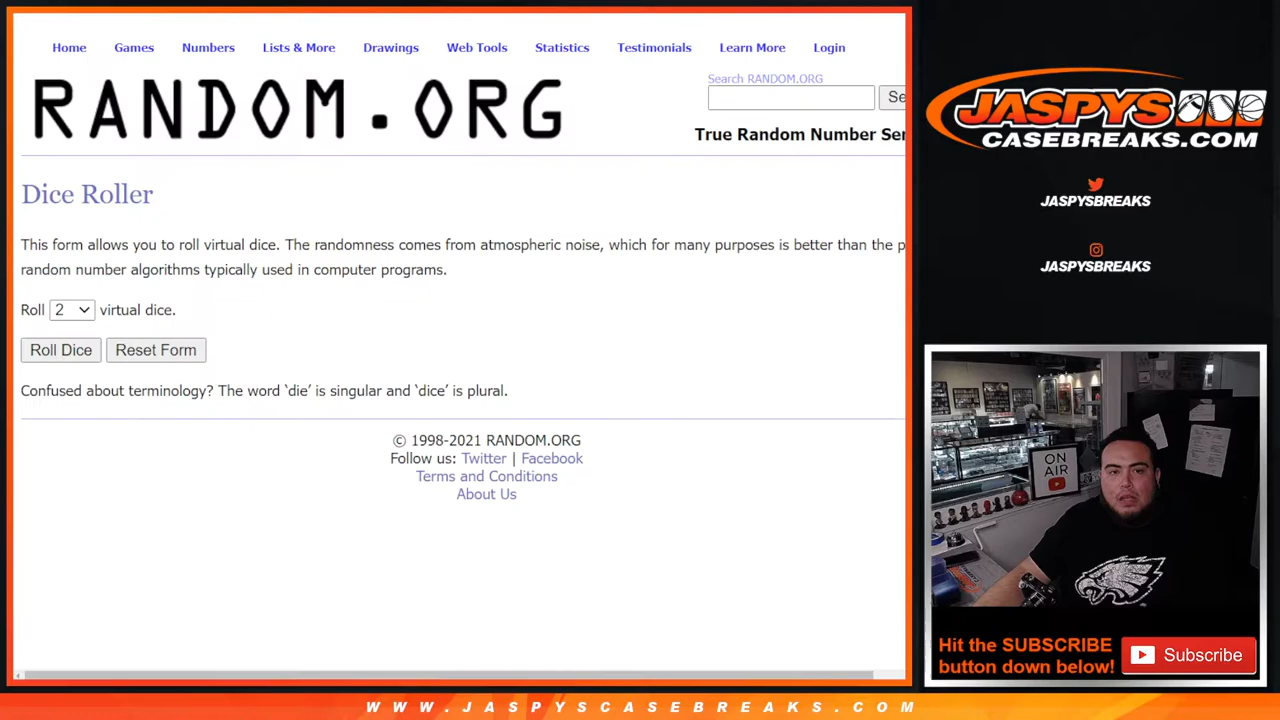 Home Games Numbers Lists & More Drawings Web Tools Statistics Testimonials Learn More Login
RANDOM.ORG
Search RANDOM.ORG
Se
True Random Number Ser
Dice Roller
This form allows you to roll virtual dice. The randomness comes from atmospheric noise, which for many purposes is better than the p
random number algorithms typically used in computer programs.
Roll 2 virtual dice.
Roll Dice Reset Form
Confused about terminology? The word ‘die’ is singular and ‘dice’ is plural.
© 1998-2021 RANDOM.ORG
Follow us: Twitter | Facebook
Terms and Conditions
About Us
JASPYS
CASEBREAKS.COM
JASPYSBREAKS
JASPYSBREAKS
ON
AIR
Hit the SUBSCRIBE
button down below!
Subscribe
WWW.JASPYSCASEBREAKS.COM